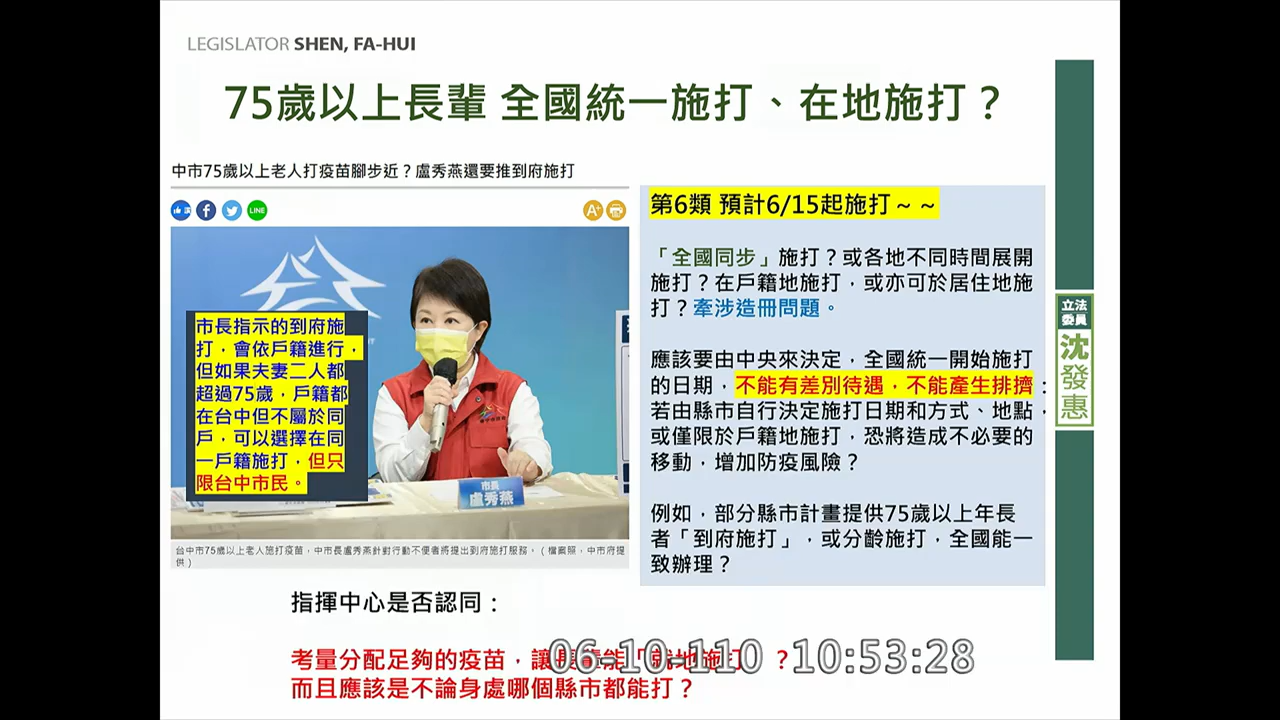 LEGISLATOR SHEN, FA-HUI
75歲以上長輩 全國統一施打、在地施打？
中市75歲以上老人打疫苗腳步近？盧秀燕還要推到府施打
LINE
A+
市長指示的到府施
打，會依戶籍進行，
但如果夫妻二人都
超過75歲，戶籍都
在台中但不屬於同
戶，可以選擇在同
一戶籍施打，但只
限台中市民。
市長
盧秀燕
台中市75歲以上老人施打疫苗，中市長盧秀燕針對行動不便者將提出到府施打服務。（檔案照，中市府提
供）
第6類 預計6/15起施打～～
「全國同步」施打？或各地不同時間展開
施打？在戶籍地施打，或亦可於居住地施
打？牽涉造冊問題。
應該要由中央來決定，全國統一開始施打
的日期，不能有差別待遇，不能產生排擠；
若由縣市自行決定施打日期和方式、地點，
或僅限於戶籍地施打，恐將造成不必要的
移動，增加防疫風險？
例如，部分縣市計畫提供75歲以上年長
者「到府施打」，或分齡施打，全國能一
致辦理？
立法
委員
沈發惠
指揮中心是否認同：
考量分配足夠的疫苗，讓長輩能「就地施打」？
而且應該是不論身處哪個縣市都能打？
06-10-110 10:53:28